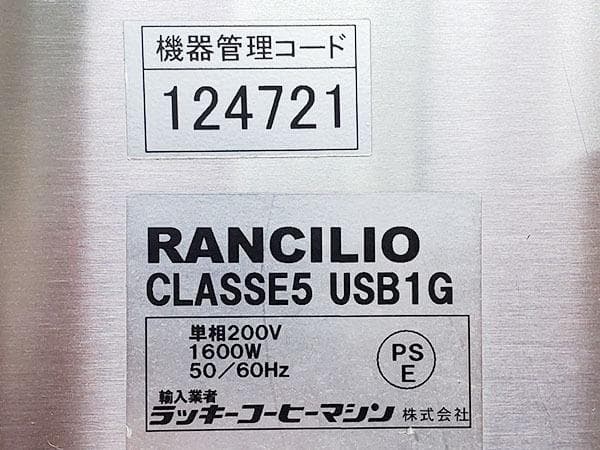 機器管理コード
124721
RANCILIO
CLASSE5 USB1G
単相200V
1600W
50/60Hz
PS
E
輸入業者
ラッキーコーヒーマシン 株式会社